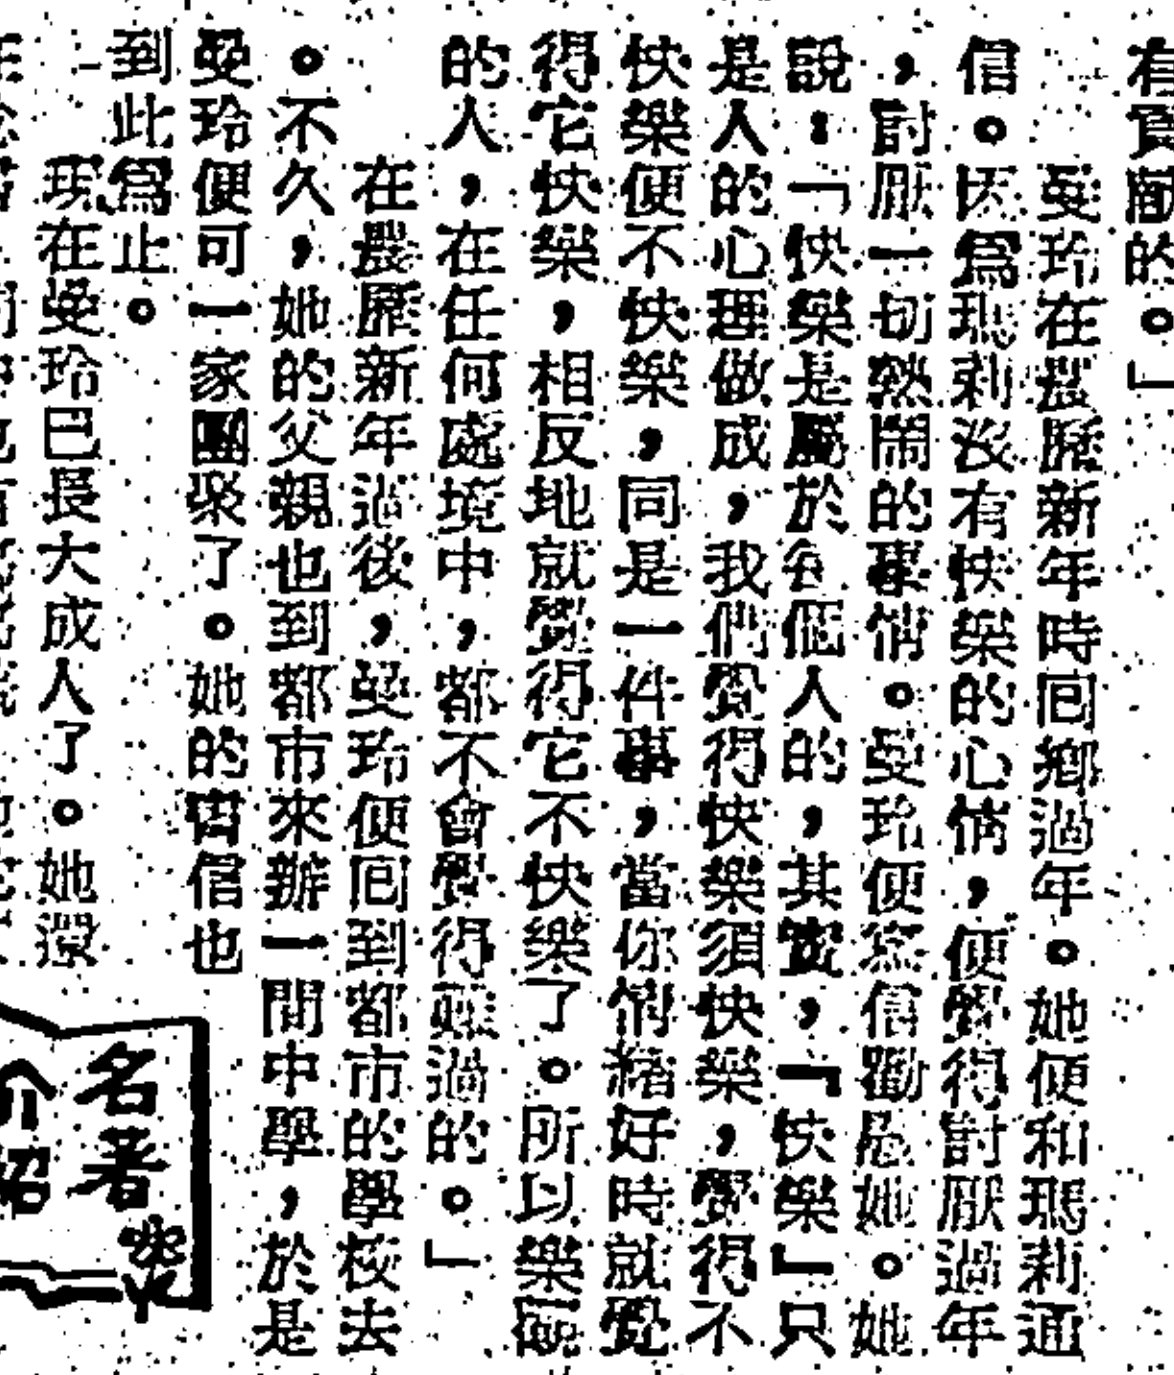 有貢獻的。」
曼玲在農曆新年時囘鄉過年。她便和瑪莉通
信。因爲瑪莉沒有快樂的心情，便覺得討厭過年
，討厭一切熱鬧的事情。曼玲便寫信勸慰她。她
說：「快樂是屬於每個人的，其實，「快樂」只
是人的心理做成，我們覺得快樂須快樂，覺得不
快樂便不快樂，同是一件事，當你情緒好時就覺
得它快樂，相反地就覺得它不快樂了。所以樂觀
的人，在任何處境中，都不會覺得難過的。」
在農曆新年過後，曼玲便囘到都市的學校去
。不久，她的父親也到都市來辦一間中學，於是
曼玲便可一家團聚了。她的書信也
到此爲止。
現在曼玲已長大成人了。她還
名著
介紹